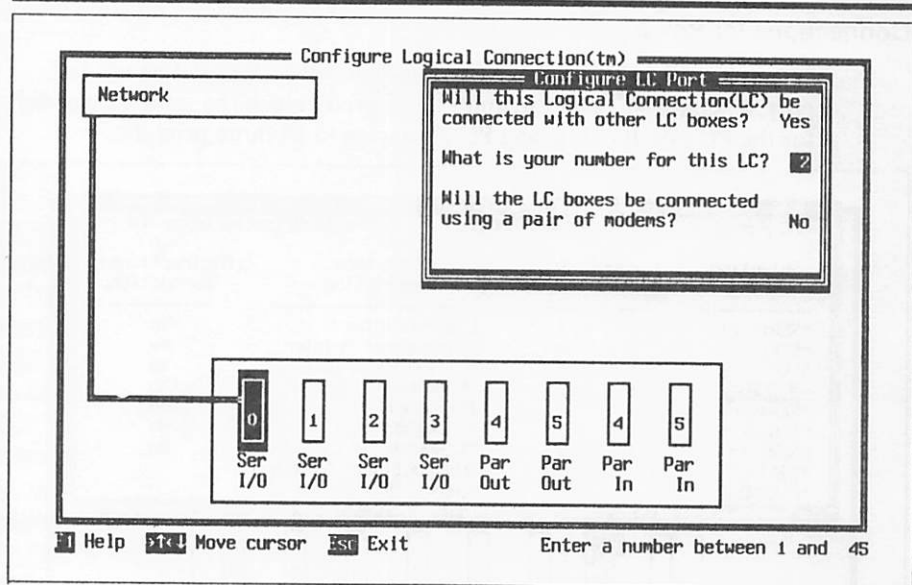 Configure Logical Connection(tm)
Network
Configure LC Port
Will this Logical Connection(LC) be
connected with other LC boxes? Yes
What is your number for this LC? 2
Will the LC boxes be connnected
using a pair of modems? No
0 1 2 3 4 5 4 5
Ser Ser Ser Ser Par Par Par Par
I/O I/O I/O I/O Out Out In In
F1 Help Move cursor Esc Exit Enter a number between 1 and 45